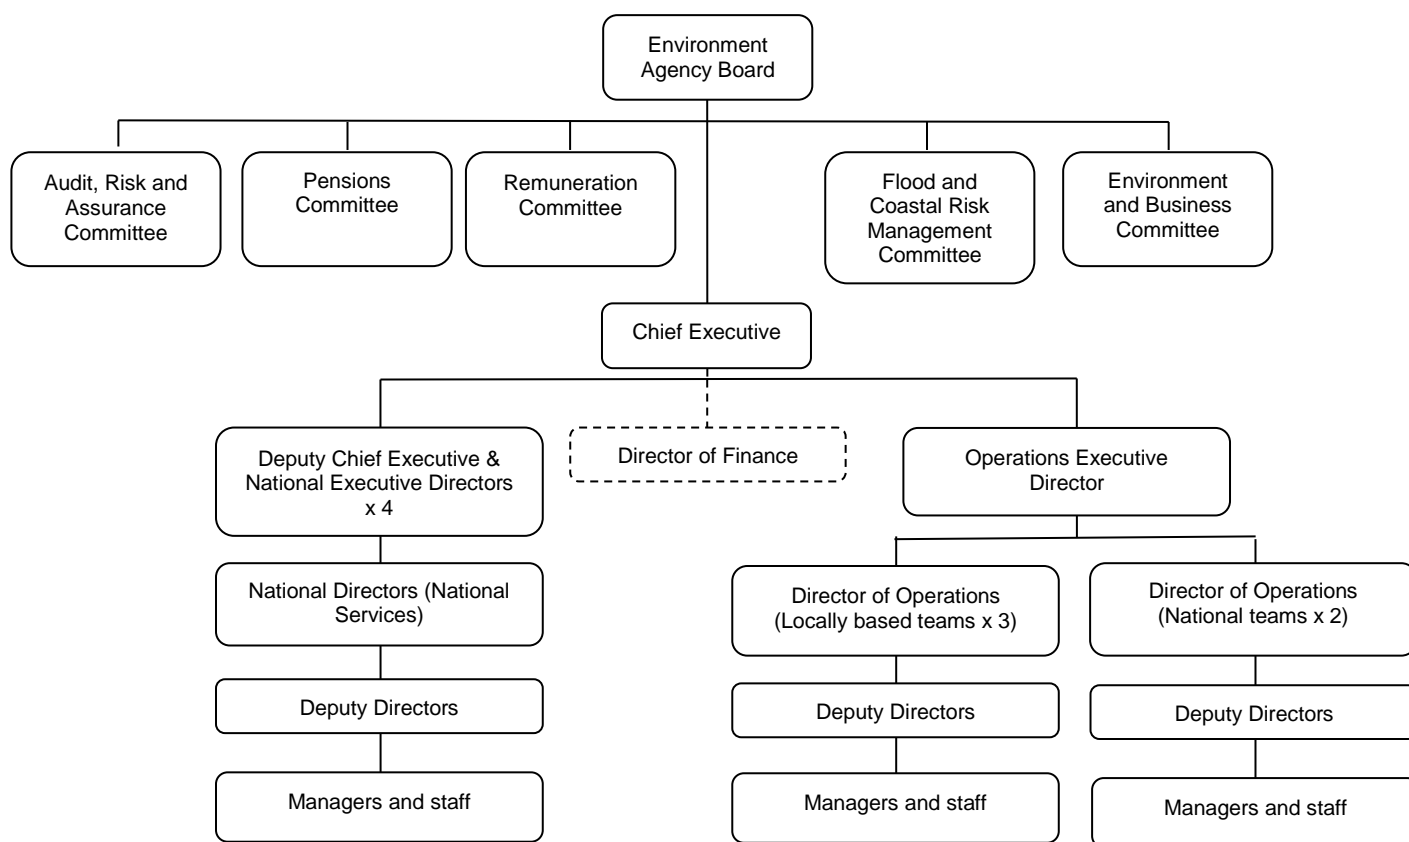 Environment
Agency Board
Audit, Risk and
Assurance
Committee
Pensions
Committee
Remuneration
Committee
Flood and
Coastal Risk
Management
Committee
Environment
and Business
Committee
Chief Executive
Deputy Chief Executive &
National Executive Directors
x 4
Director of Finance
Operations Executive
Director
National Directors (National
Services)
Director of Operations
(Locally based teams x 3)
Director of Operations
(National teams x 2)
Deputy Directors
Deputy Directors
Deputy Directors
Managers and staff
Managers and staff
Managers and staff